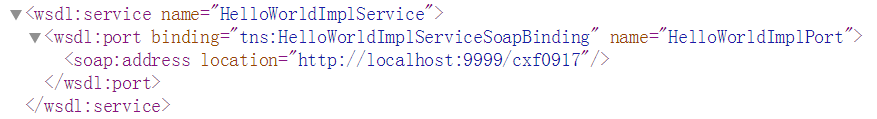 ▼<wsdl:service name="HelloWorldImplService">
▼<wsdl:port binding="tns:HelloWorldImplServiceSoapBinding" name="HelloWorldImplPort">
<soap:address location="http://localhost:9999/cxf0917"/>
</wsdl:port>
</wsdl:service>